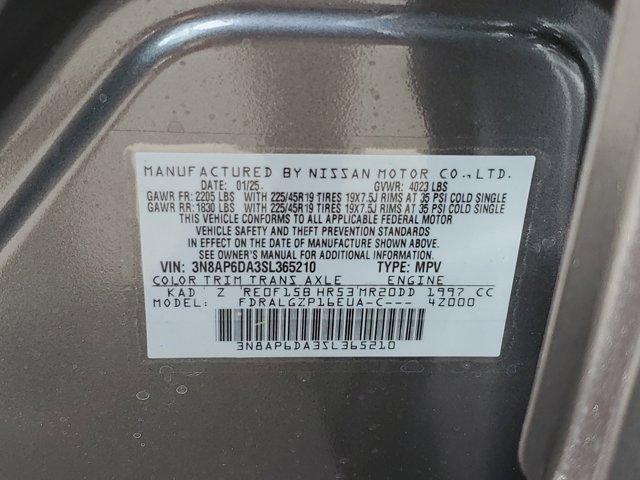 MANUFACTURED BY NISSAN MOTOR CO., LTD.
DATE: 01/25 GVWR: 4023 LBS
GAWR FR: 2205 LBS WITH 225/45R19 TIRES 19X7.5J RIMS AT 35 PSI COLD SINGLE
GAWR RR: 1830 LBS WITH 225/45R19 TIRES 19X7.5J RIMS AT 35 PSI COLD SINGLE
THIS VEHICLE CONFORMS TO ALL APPLICABLE FEDERAL MOTOR
VEHICLE SAFETY AND THEFT PREVENTION STANDARDS
IN EFFECT ON THE DATE OF MANUFACTURE SHOWN ABOVE.
SEE OWNER'S MANUAL FOR ADDITIONAL INFORMATION.
VIN: 3N8AP6DA3SL365210 TYPE: MPV
COLOR TRIM TRANS AXLE ENGINE
KAD Z RE0F15B HR53 MR20DD 1997 CC
MODEL: FDRALGZP16EUA-C--- 42000
3N8AP6DA3SL365210